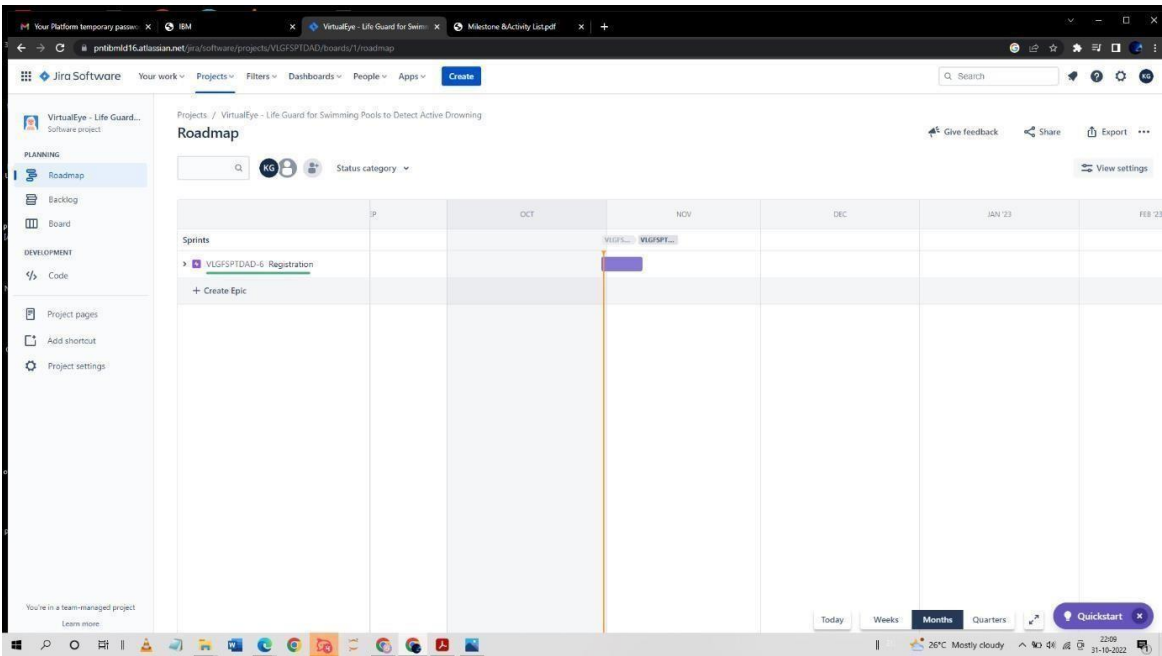 Your Platform temporary passwo
IBM
VirtualEye - Life Guard for Swimm
Milestone &Activity List.pdf
pntibmld16.atlassian.net/jira/software/projects/VLGFSPTDAD/boards/1/roadmap
Jira Software Your work Projects Filters Dashboards People Apps Create
Search
KG
VirtualEye - Life Guard...
Software project
PLANNING
Roadmap
Backlog
Board
DEVELOPMENT
Code
Project pages
Add shortcut
Project settings
You're in a team-managed project
Learn more
Projects / VirtualEye - Life Guard for Swimming Pools to Detect Active Drowning
Roadmap
Give feedback Share Export
KG Status category
View settings
OCT NOV DEC JAN '23 FEB '23
Sprints
VLGFS... VLGFSPT...
VLGFSPTDAD-6 Registration
+ Create Epic
Today Weeks Months Quarters
Quickstart
26°C Mostly cloudy
22:09
31-10-2022